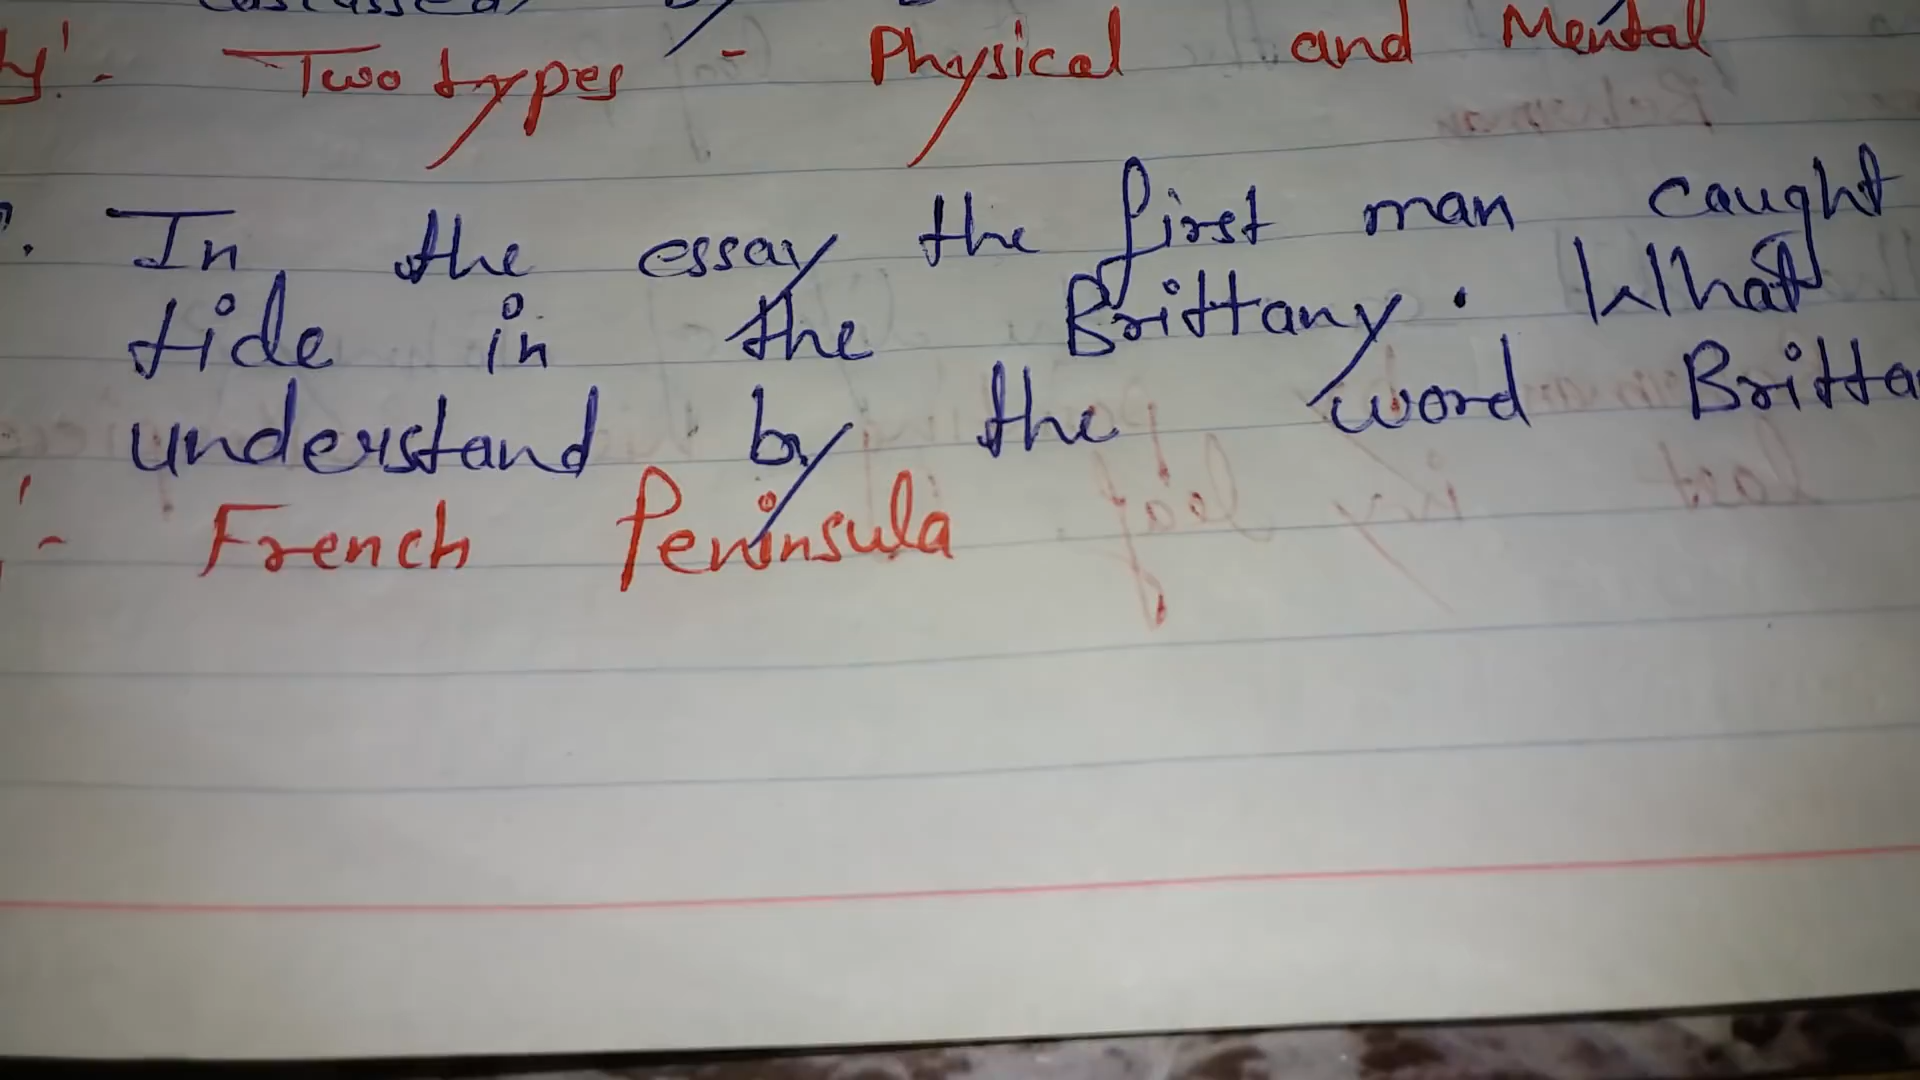 Two types - Physical and Mental
In the essay the first man caught
tide in the Brittany. What
understand by the word Britta
- French Peninsula